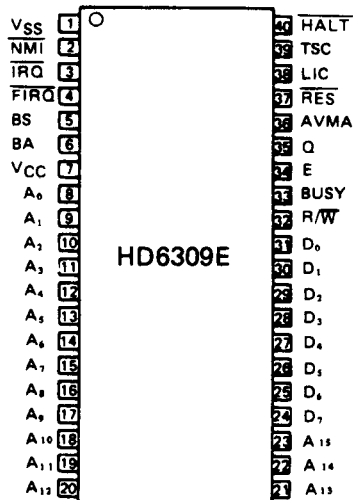 VSS 1 40 HALT
NMI 2 39 TSC
IRQ 3 38 LIC
FIRQ 4 37 RES
BS 5 36 AVMA
BA 6 35 Q
VCC 7 34 E
A0 8 33 BUSY
A1 9 32 R/W
A2 10 31 D0
A3 11 HD6309E 30 D1
A4 12 29 D2
A5 13 28 D3
A6 14 27 D4
A7 15 26 D5
A8 16 25 D6
A9 17 24 D7
A10 18 23 A15
A11 19 22 A14
A12 20 21 A13